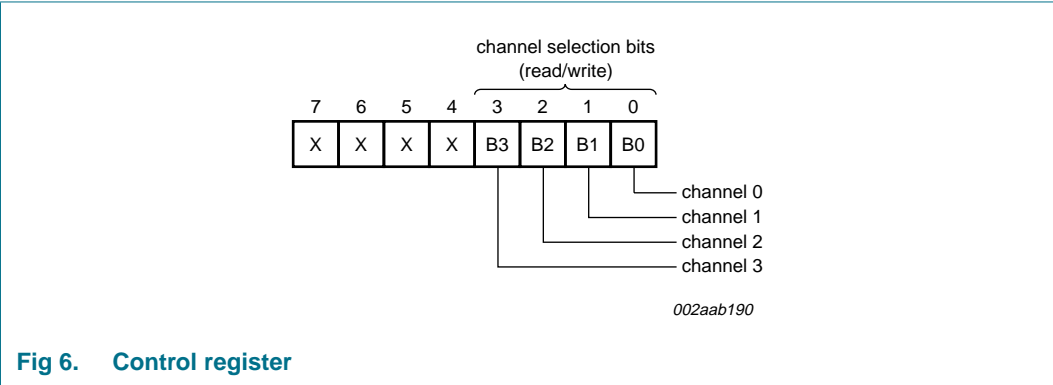 channel selection bits
(read/write)
7 6 5 4 3 2 1 0
X X X X B3 B2 B1 B0
channel 0
channel 1
channel 2
channel 3
002aab190
Fig 6. Control register